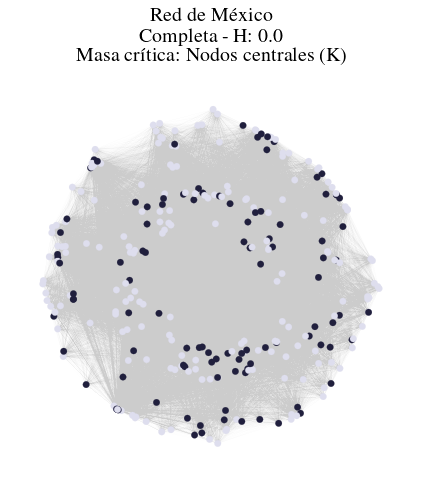 Red de México
Completa - H: 0.0
Masa crítica: Nodos centrales (K)